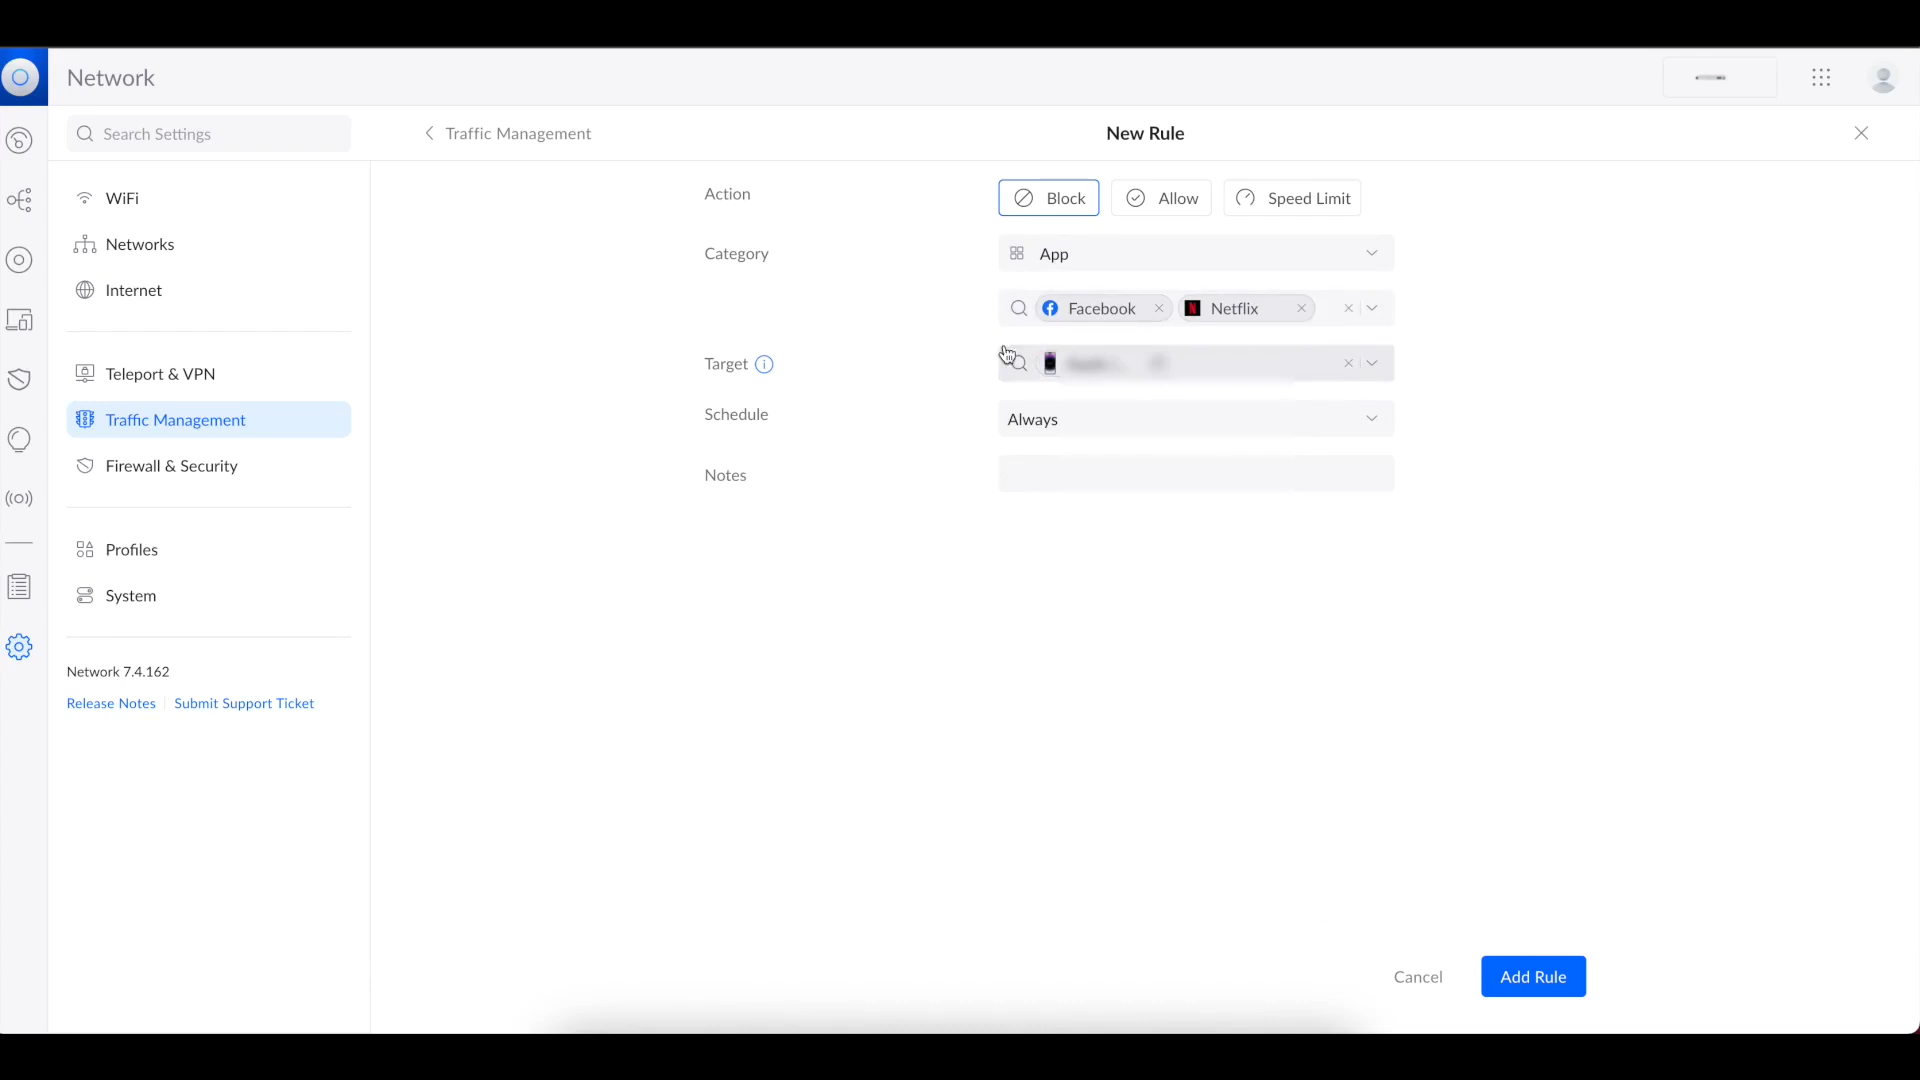 Network
Search Settings
Traffic Management
New Rule
WiFi
Networks
Internet
Teleport & VPN
Traffic Management
Firewall & Security
Profiles
System
Network 7.4.162
Release Notes
Submit Support Ticket
Action
Block
Allow
Speed Limit
Category
App
Facebook
Netflix
Target
Schedule
Always
Notes
Cancel
Add Rule